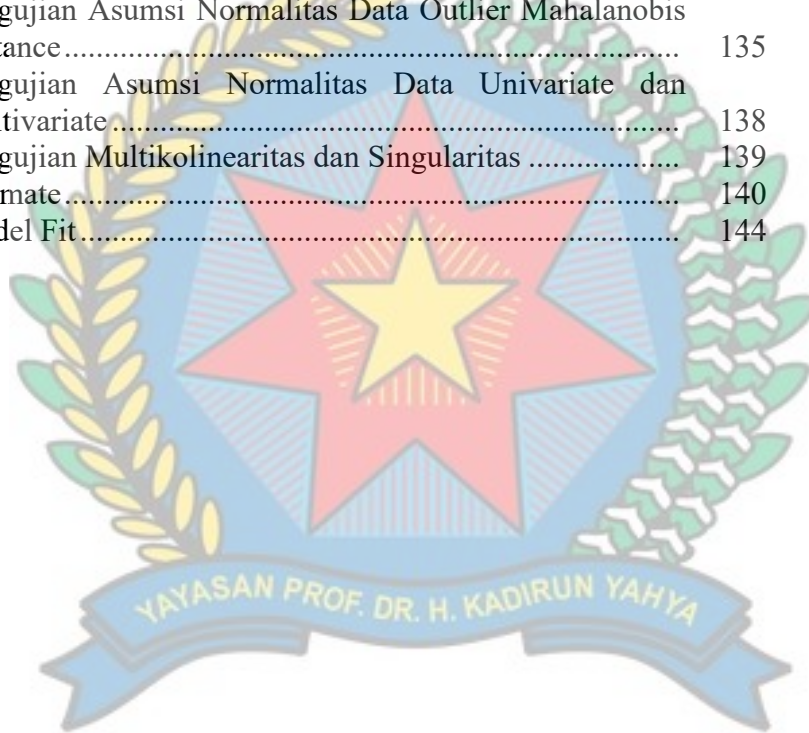 gujian Asumsi Normalitas Data Outlier Mahalanobis
tance.......................................................................... 135
gujian Asumsi Normalitas Data Univariate dan
ltivariate.................................................................... 138
gujian Multikolinearitas dan Singularitas .................. 139
mate.......................................................................... 140
del Fit........................................................................ 144
YAYASAN PROF. DR. H. KADIRUN YAHYA